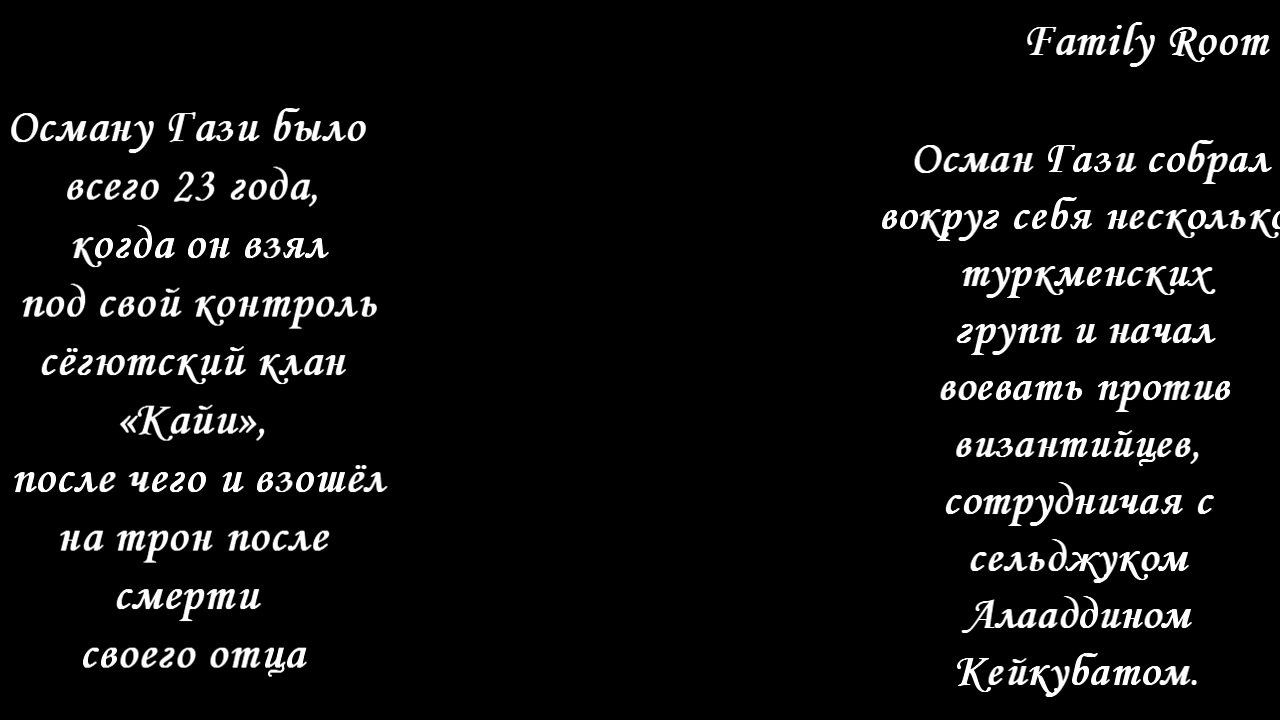 Family Room
Осману Гази было
всего 23 года,
когда он взял
под свой контроль
сёгютский клан
«Кайи»,
после чего и взошёл
на трон после
смерти
своего отца
Осман Гази собрал
вокруг себя несколько
туркменских
групп и начал
воевать против
византийцев,
сотрудничая с
сельджуком
Алааддином
Кейкубатом.